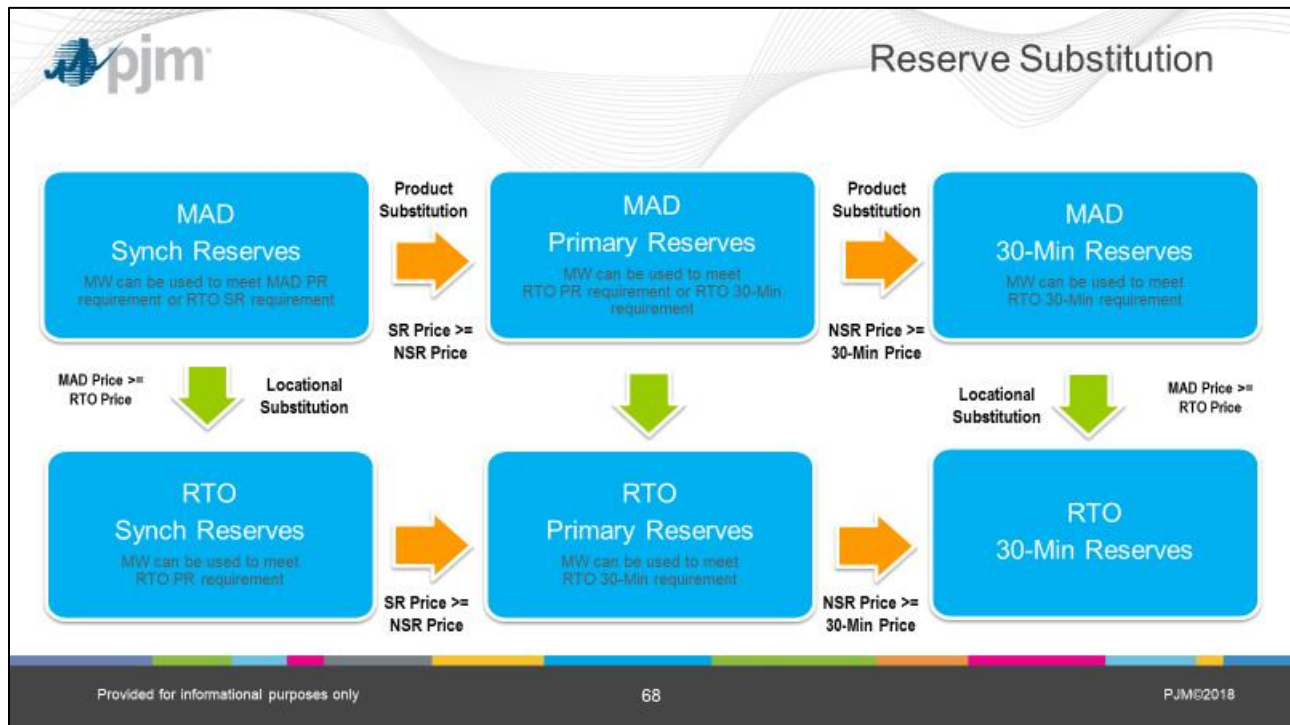 pjm
Reserve Substitution
MAD
Synch Reserves
MW can be used to meet MAD PR
requirement or RTO SR requirement
Product
Substitution
SR Price >=
NSR Price
MAD
Primary Reserves
MW can be used to meet
RTO PR requirement or RTO 30-Min
requirement
Product
Substitution
NSR Price >=
30-Min Price
MAD
30-Min Reserves
MW can be used to meet
RTO 30-Min requirement
MAD Price >=
RTO Price
Locational
Substitution
Locational
Substitution
MAD Price >=
RTO Price
RTO
Synch Reserves
MW can be used to meet
RTO PR requirement
SR Price >=
NSR Price
RTO
Primary Reserves
MW can be used to meet
RTO 30-Min requirement
NSR Price >=
30-Min Price
RTO
30-Min Reserves
Provided for informational purposes only
68
PJM©2018